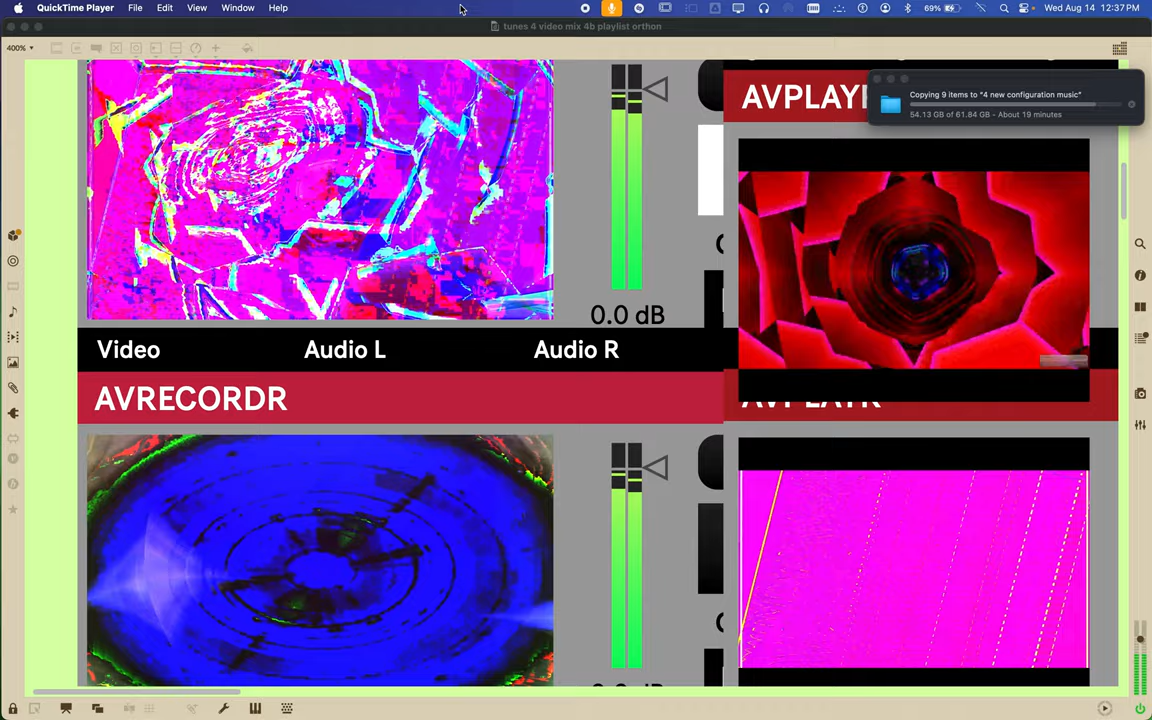 QuickTime Player File Edit View Window Help
69% Wed Aug 14 12:37 PM
tunes 4 video mix 4b playlist orthon
400%
Copying 9 items to "4 new configuration music"
54.13 GB of 61.84 GB - About 19 minutes
0.0 dB
Video Audio L Audio R
AVRECORDR